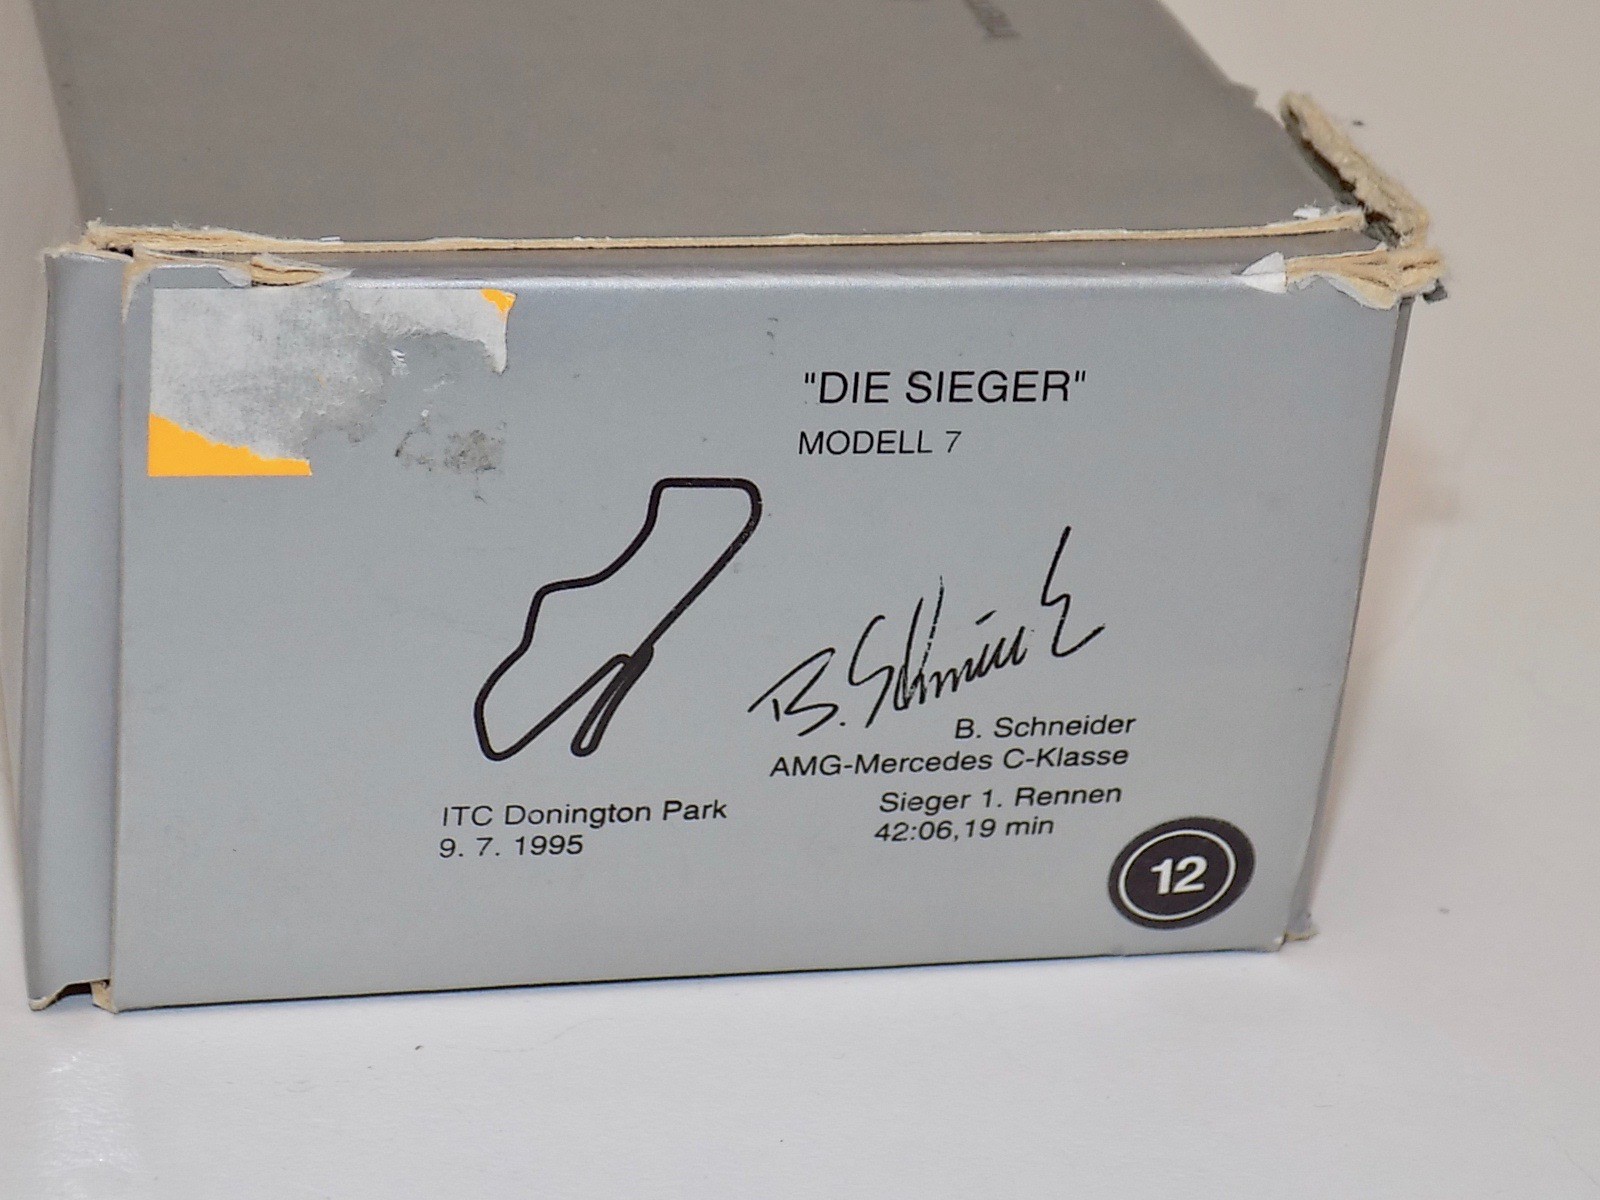 "DIE SIEGER"
MODELL 7
B. Schneider
B. Schneider
AMG-Mercedes C-Klasse
Sieger 1. Rennen
42:06,19 min
ITC Donington Park
9. 7. 1995
12